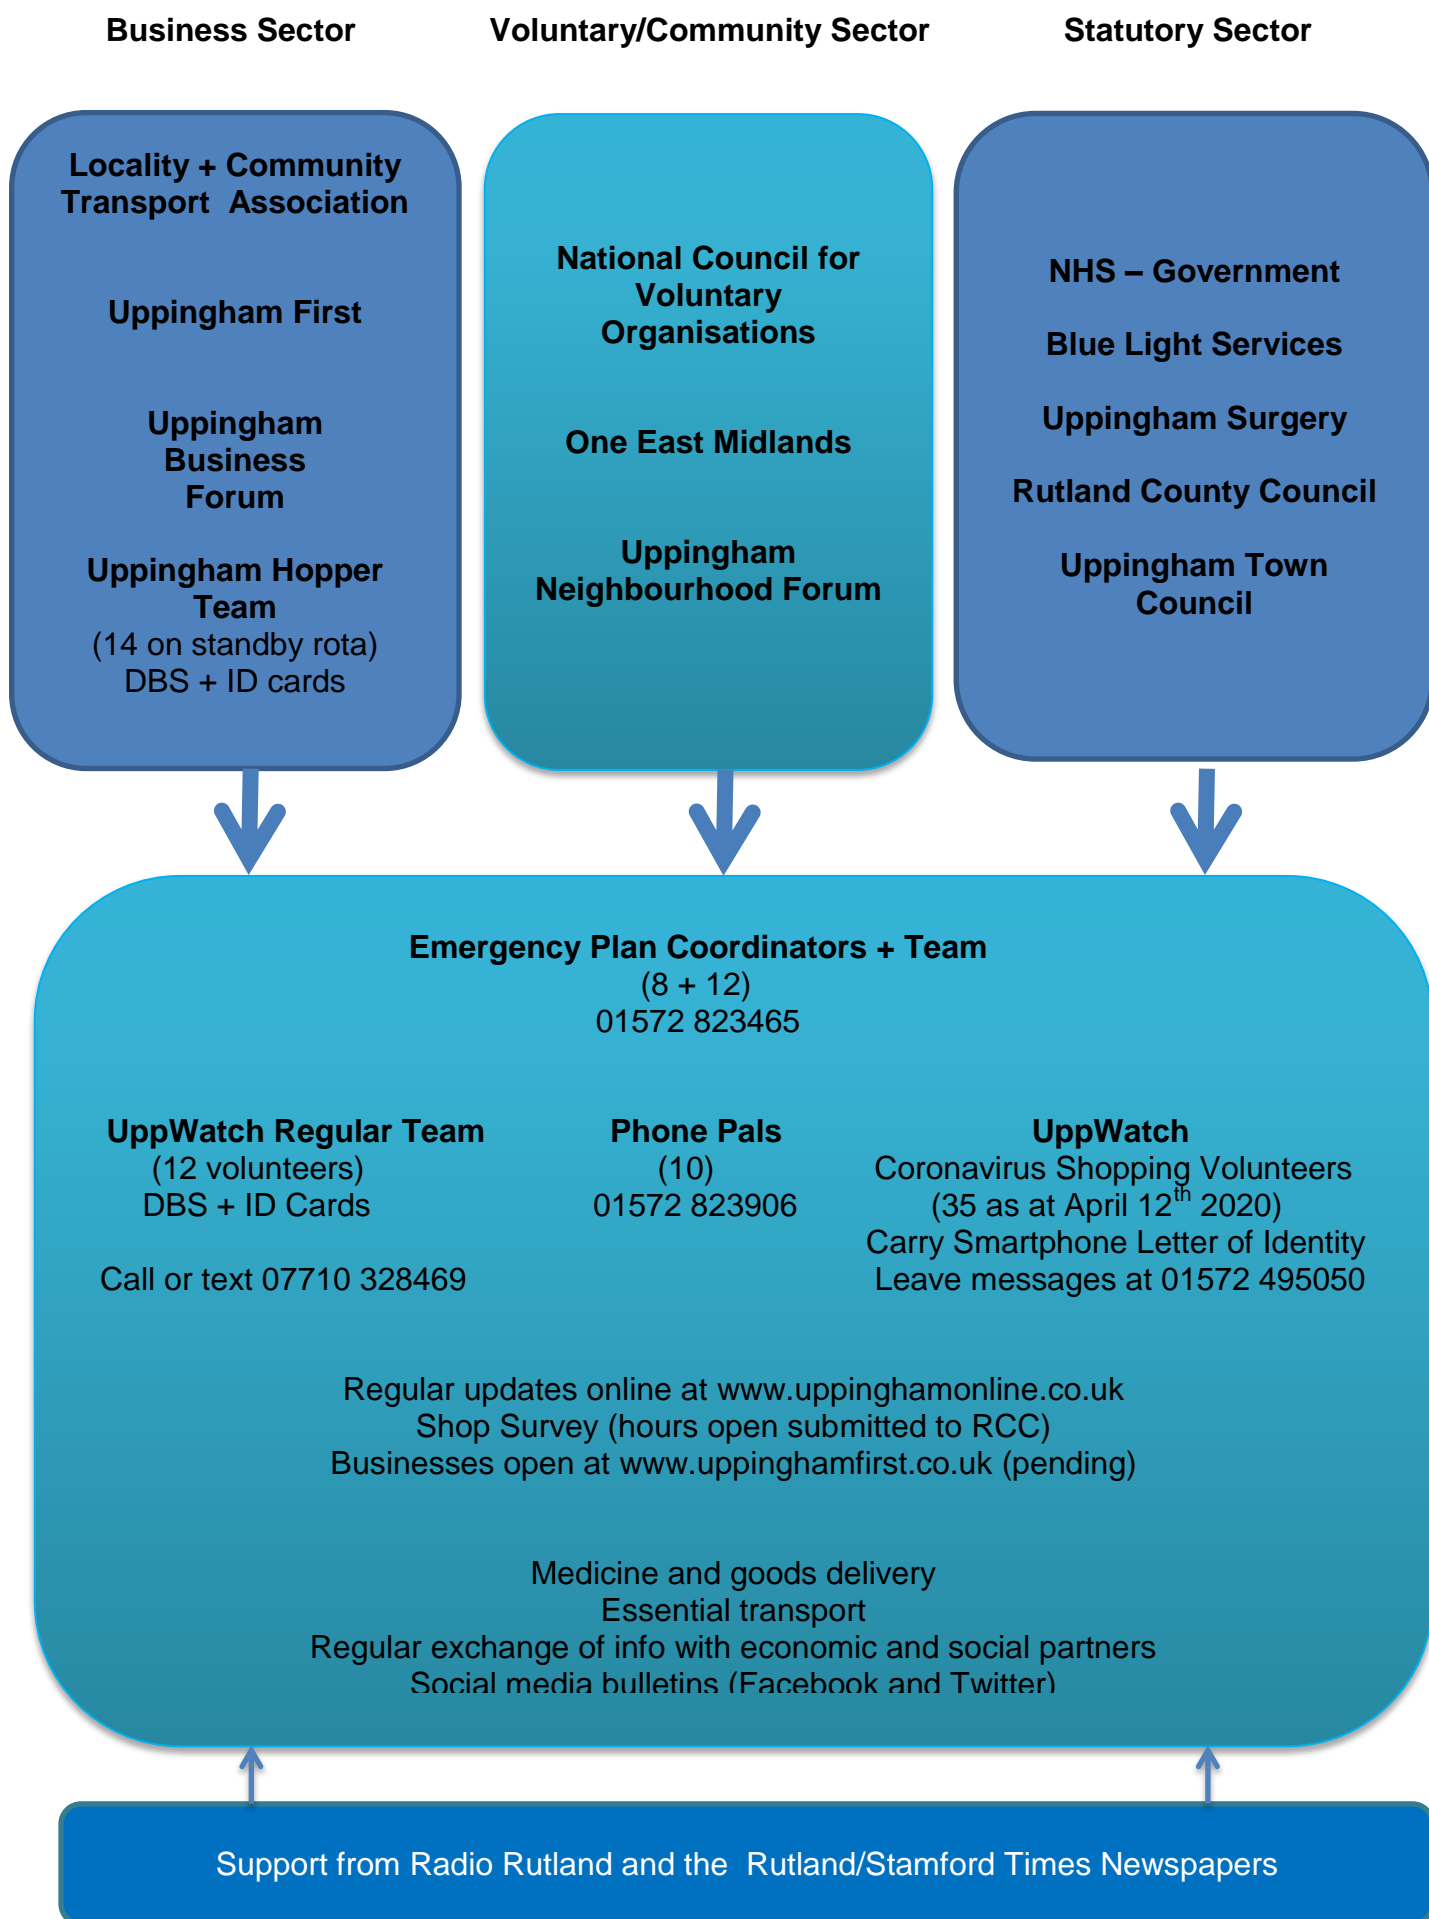 Business Sector
Voluntary/Community Sector
Statutory Sector
Locality + Community
Transport Association
Uppingham First
Uppingham
Business
Forum
Uppingham Hopper
Team
(14 on standby rota)
DBS + ID cards
National Council for
Voluntary
Organisations
One East Midlands
Uppingham
Neighbourhood Forum
NHS – Government
Blue Light Services
Uppingham Surgery
Rutland County Council
Uppingham Town
Council
Emergency Plan Coordinators + Team
(8 + 12)
01572 823465
UppWatch Regular Team
(12 volunteers)
DBS + ID Cards
Call or text 07710 328469
Phone Pals
(10)
01572 823906
UppWatch
Coronavirus Shopping Volunteers
(35 as at April 12th 2020)
Carry Smartphone Letter of Identity
Leave messages at 01572 495050
Regular updates online at www.uppinghamonline.co.uk
Shop Survey (hours open submitted to RCC)
Businesses open at www.uppinghamfirst.co.uk (pending)
Medicine and goods delivery
Essential transport
Regular exchange of info with economic and social partners
Social media bulletins (Facebook and Twitter)
Support from Radio Rutland and the Rutland/Stamford Times Newspapers